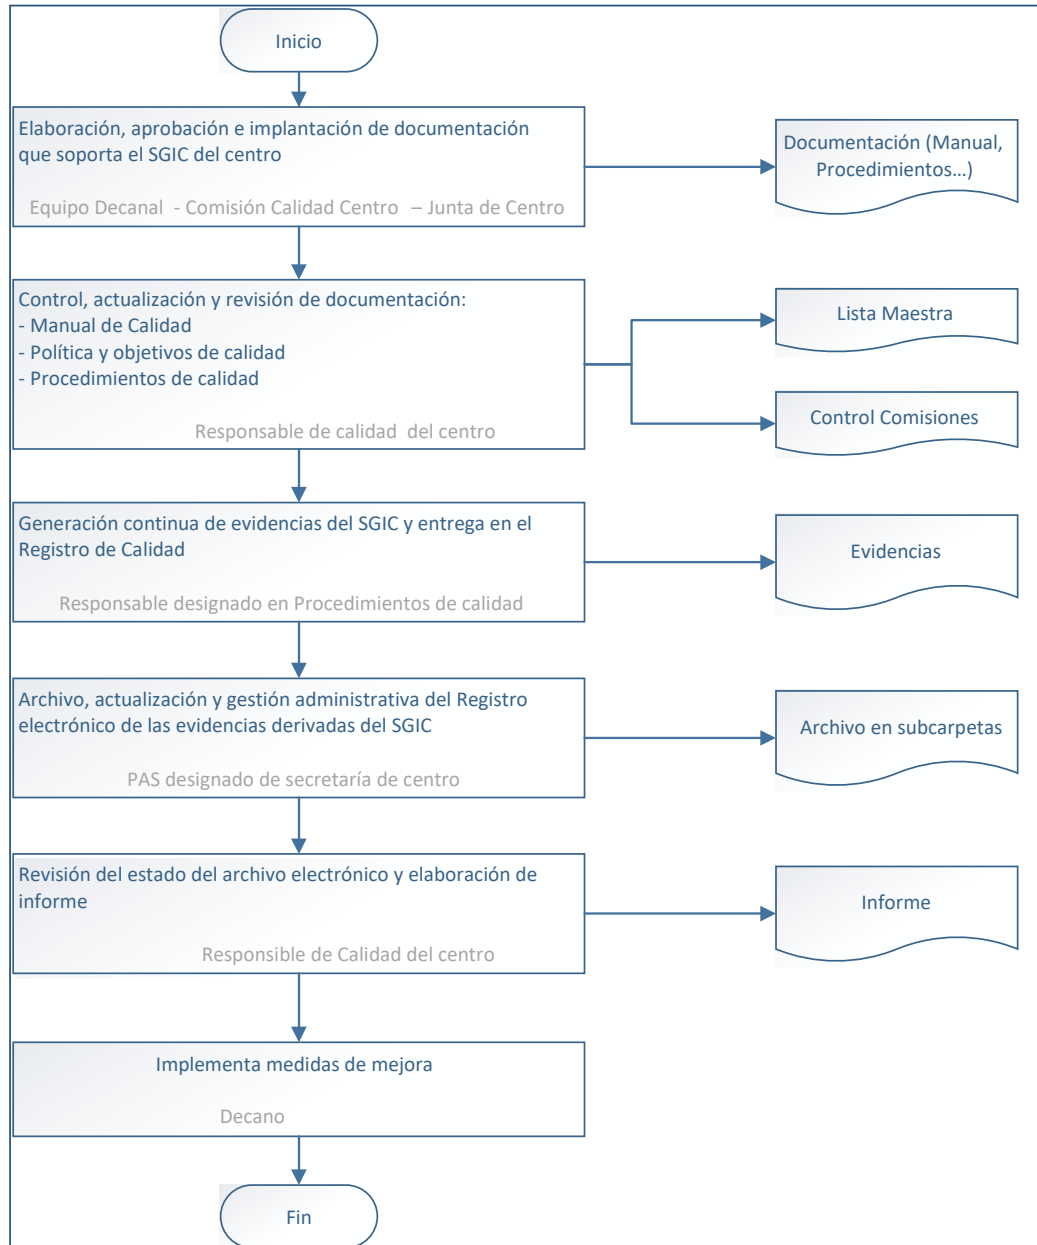 Inicio
Elaboración, aprobación e implantación de documentación
que soporta el SGIC del centro
Equipo Decanal - Comisión Calidad Centro – Junta de Centro
Documentación (Manual,
Procedimientos…)
Control, actualización y revisión de documentación:
- Manual de Calidad
- Política y objetivos de calidad
- Procedimientos de calidad
Responsable de calidad del centro
Lista Maestra
Control Comisiones
Generación continua de evidencias del SGIC y entrega en el
Registro de Calidad
Responsable designado en Procedimientos de calidad
Evidencias
Archivo, actualización y gestión administrativa del Registro
electrónico de las evidencias derivadas del SGIC
PAS designado de secretaría de centro
Archivo en subcarpetas
Revisión del estado del archivo electrónico y elaboración de
informe
Responsible de Calidad del centro
Informe
Implementa medidas de mejora
Decano
Fin